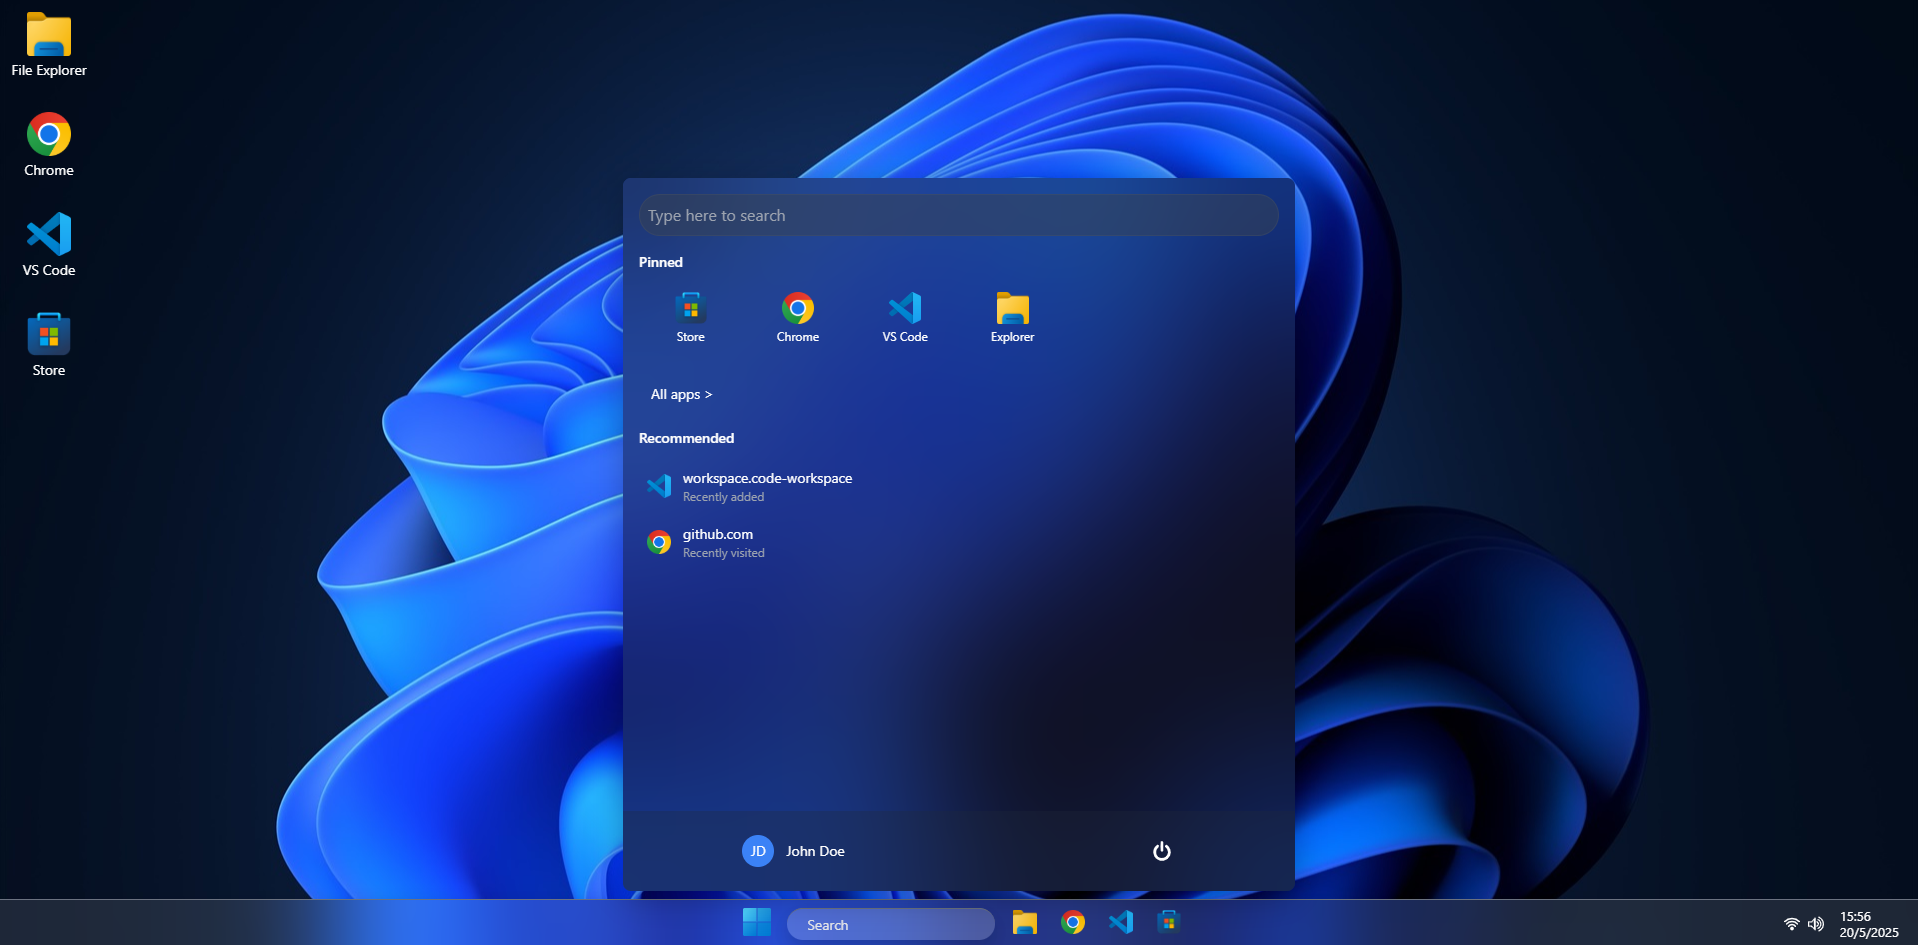 File Explorer
Chrome
VS Code
Store
Type here to search
Pinned
Store
Chrome
VS Code
Explorer
All apps >
Recommended
workspace.code-workspace
Recently added
github.com
Recently visited
JD John Doe
Search
15:56
20/5/2025